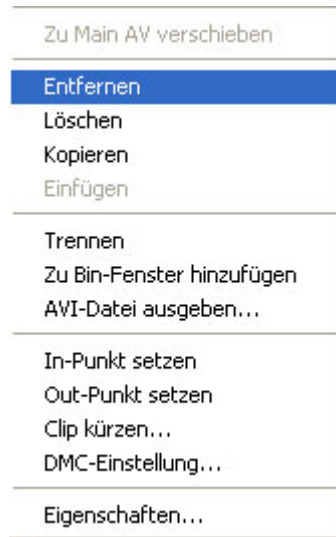 Zu Main AV verschieben
Entfernen
Löschen
Kopieren
Einfügen
Trennen
Zu Bin-Fenster hinzufügen
AVI-Datei ausgeben...
In-Punkt setzen
Out-Punkt setzen
Clip kürzen...
DMC-Einstellung...
Eigenschaften...